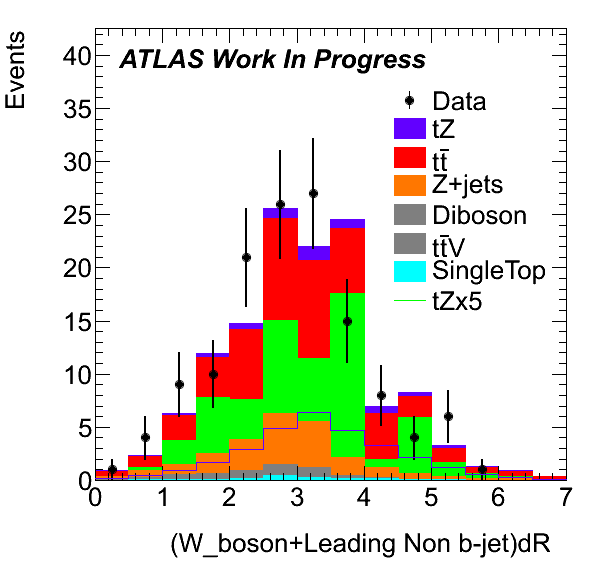 Events
40
35
30
25
20
15
10
5
0
ATLAS Work In Progress
Data
tZ
tt̄
Z+jets
Diboson
tt̄V
SingleTop
tZx5
0 1 2 3 4 5 6 7
(W_boson+Leading Non b-jet)dR